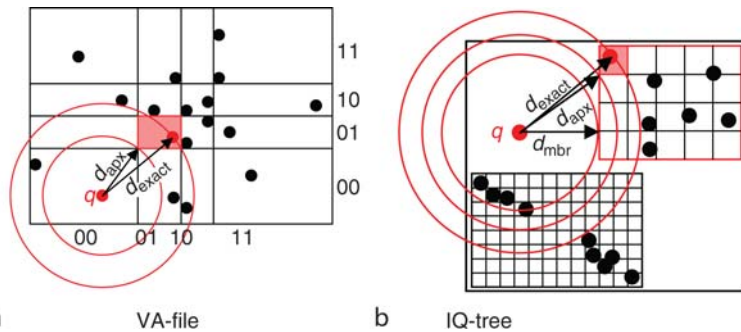 11
10
01
00
d_apx
d_exact
q
00 01 10 11
VA-file
d_exact
d_apx
q
d_mbr
b IQ-tree